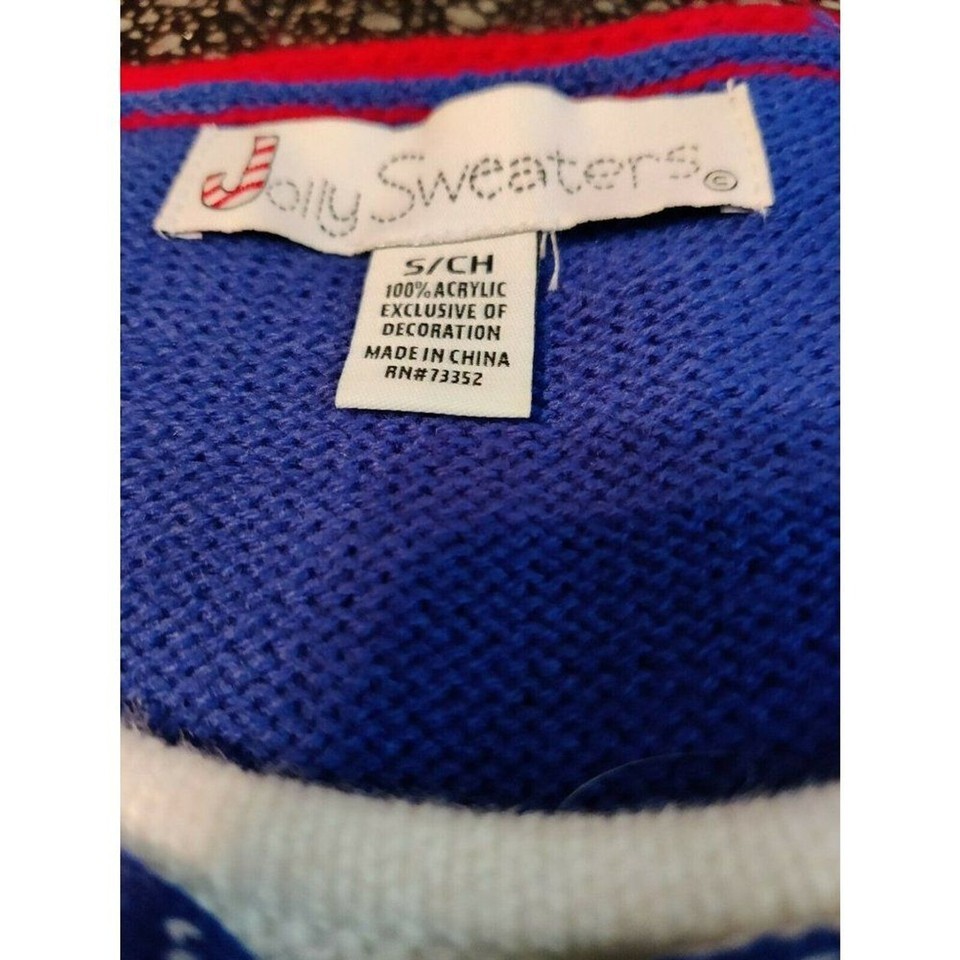 Jolly Sweaters©
S/CH
100% ACRYLIC
EXCLUSIVE OF
DECORATION
MADE IN CHINA
RN#73352